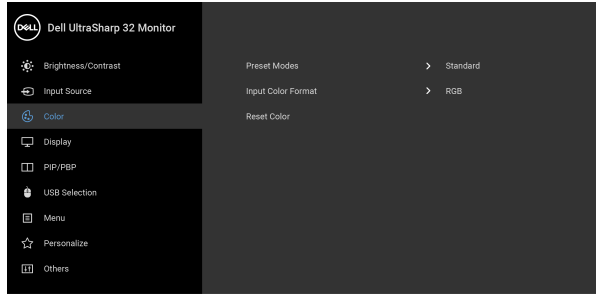 DELL Dell UltraSharp 32 Monitor
Brightness/Contrast
Input Source
Color
Display
PIP/PBP
USB Selection
Menu
Personalize
Others
Preset Modes > Standard
Input Color Format > RGB
Reset Color